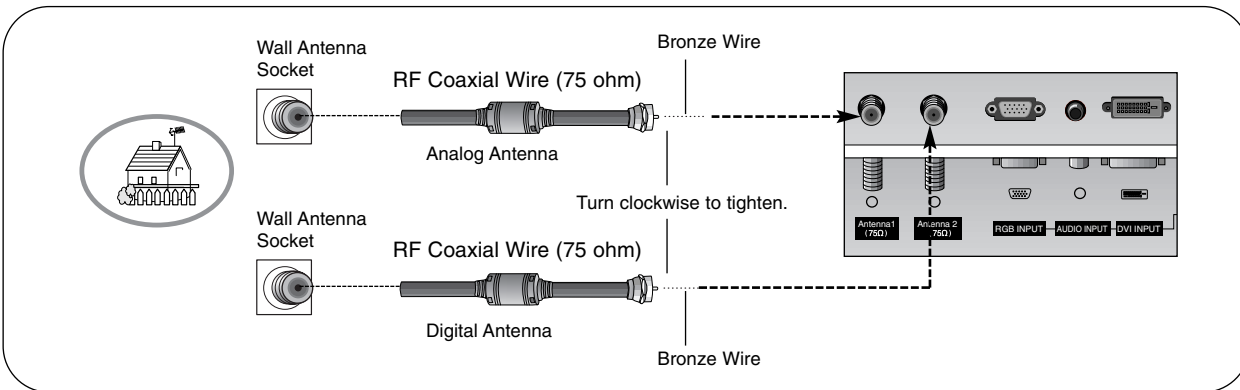 Wall Antenna
Socket
RF Coaxial Wire (75 ohm)
Bronze Wire
Analog Antenna
Turn clockwise to tighten.
Wall Antenna
Socket
RF Coaxial Wire (75 ohm)
Digital Antenna
Bronze Wire
Antenna1
(75Ω)
Antenna 2
(75Ω)
RGB INPUT
AUDIO INPUT
DVI INPUT